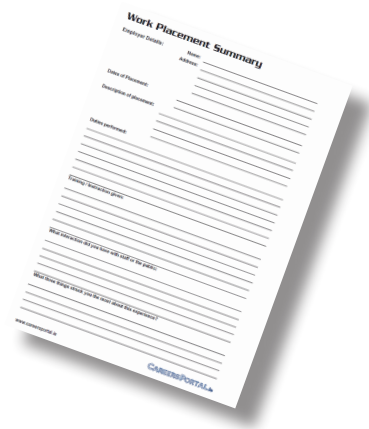 Work Placement Summary
Employer Details:
Name:
Address:
Dates of Placement:
Description of placement:
Duties performed:
Training / Instruction given:
What interaction did you have with staff or the public:
What three things struck you the most about this experience?
www.careersportal.ie
CAREERSPORTAL.ie